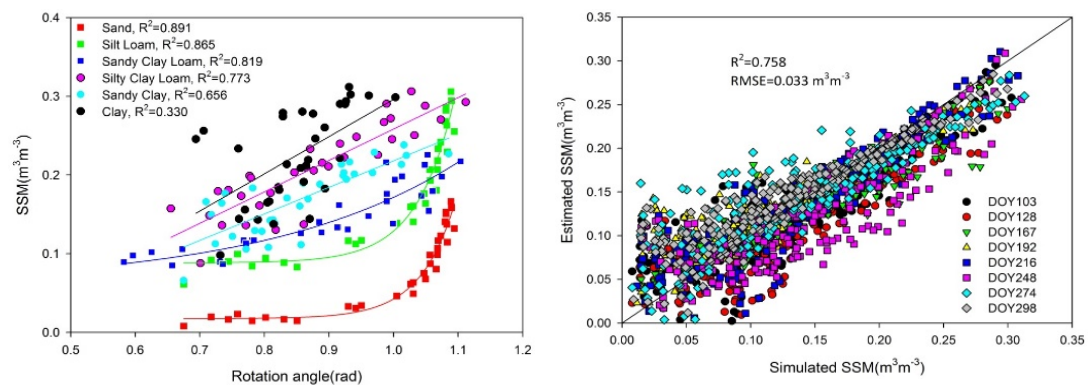 Sand, R²=0.891
Silt Loam, R²=0.865
Sandy Clay Loam, R²=0.819
Silty Clay Loam, R²=0.773
Sandy Clay, R²=0.656
Clay, R²=0.330
0.4
0.3
0.2
0.1
0.0
SSM(m³m⁻³)
0.5 0.6 0.7 0.8 0.9 1.0 1.1 1.2
Rotation angle(rad)
R²=0.758
RMSE=0.033 m³m⁻³
0.35
0.30
0.25
0.20
0.15
0.10
0.05
0.00
Estimated SSM(m³m⁻³)
DOY103
DOY128
DOY167
DOY192
DOY216
DOY248
DOY274
DOY298
0.00 0.05 0.10 0.15 0.20 0.25 0.30 0.35
Simulated SSM(m³m⁻³)